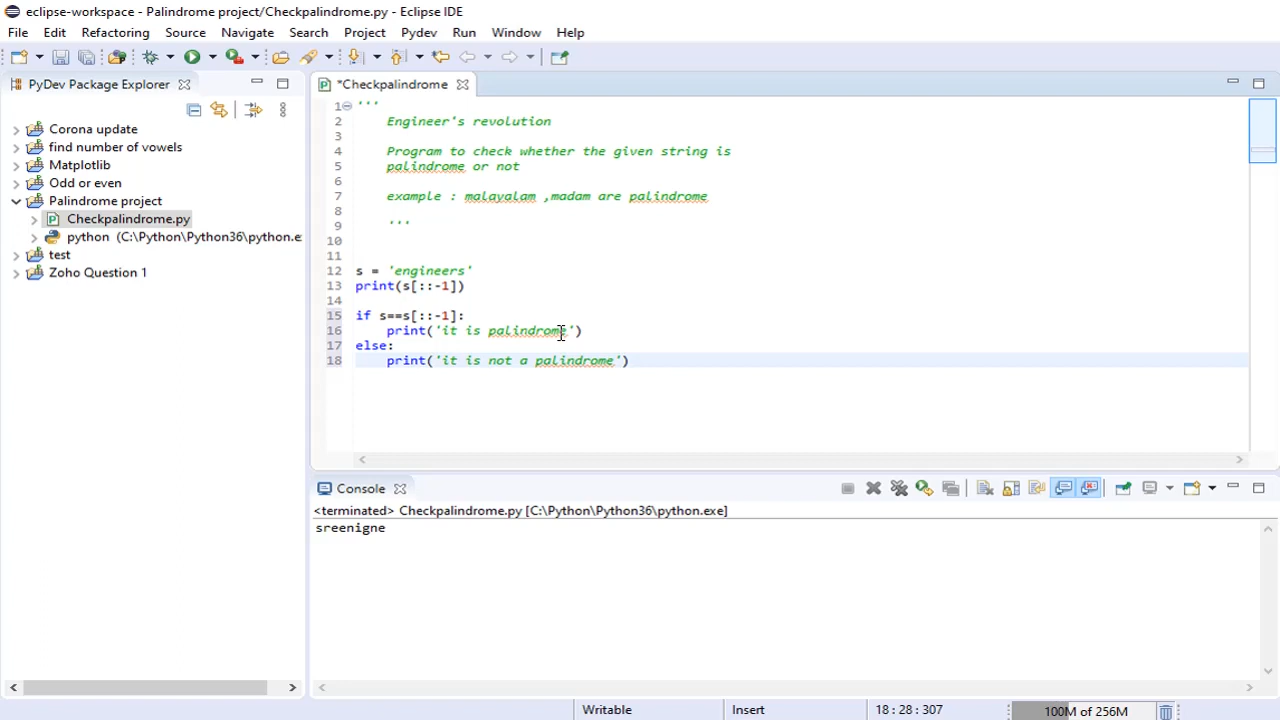 eclipse-workspace - Palindrome project/Checkpalindrome.py - Eclipse IDE
File Edit Refactoring Source Navigate Search Project Pydev Run Window Help
PyDev Package Explorer
Corona update
find number of vowels
Matplotlib
Odd or even
Palindrome project
Checkpalindrome.py
python (C:\Python\Python36\python.e
test
Zoho Question 1
*Checkpalindrome
1 '''
2 Engineer's revolution
3
4 Program to check whether the given string is
5 palindrome or not
6
7 example : malayalam ,madam are palindrome
8
9 '''
10
11
12 s = 'engineers'
13 print(s[::-1])
14
15 if s==s[::-1]:
16 print('it is palindrome')
17 else:
18 print('it is not a palindrome')
Console
<terminated> Checkpalindrome.py [C:\Python\Python36\python.exe]
sreenigne
Writable Insert 18 : 28 : 307 100M of 256M